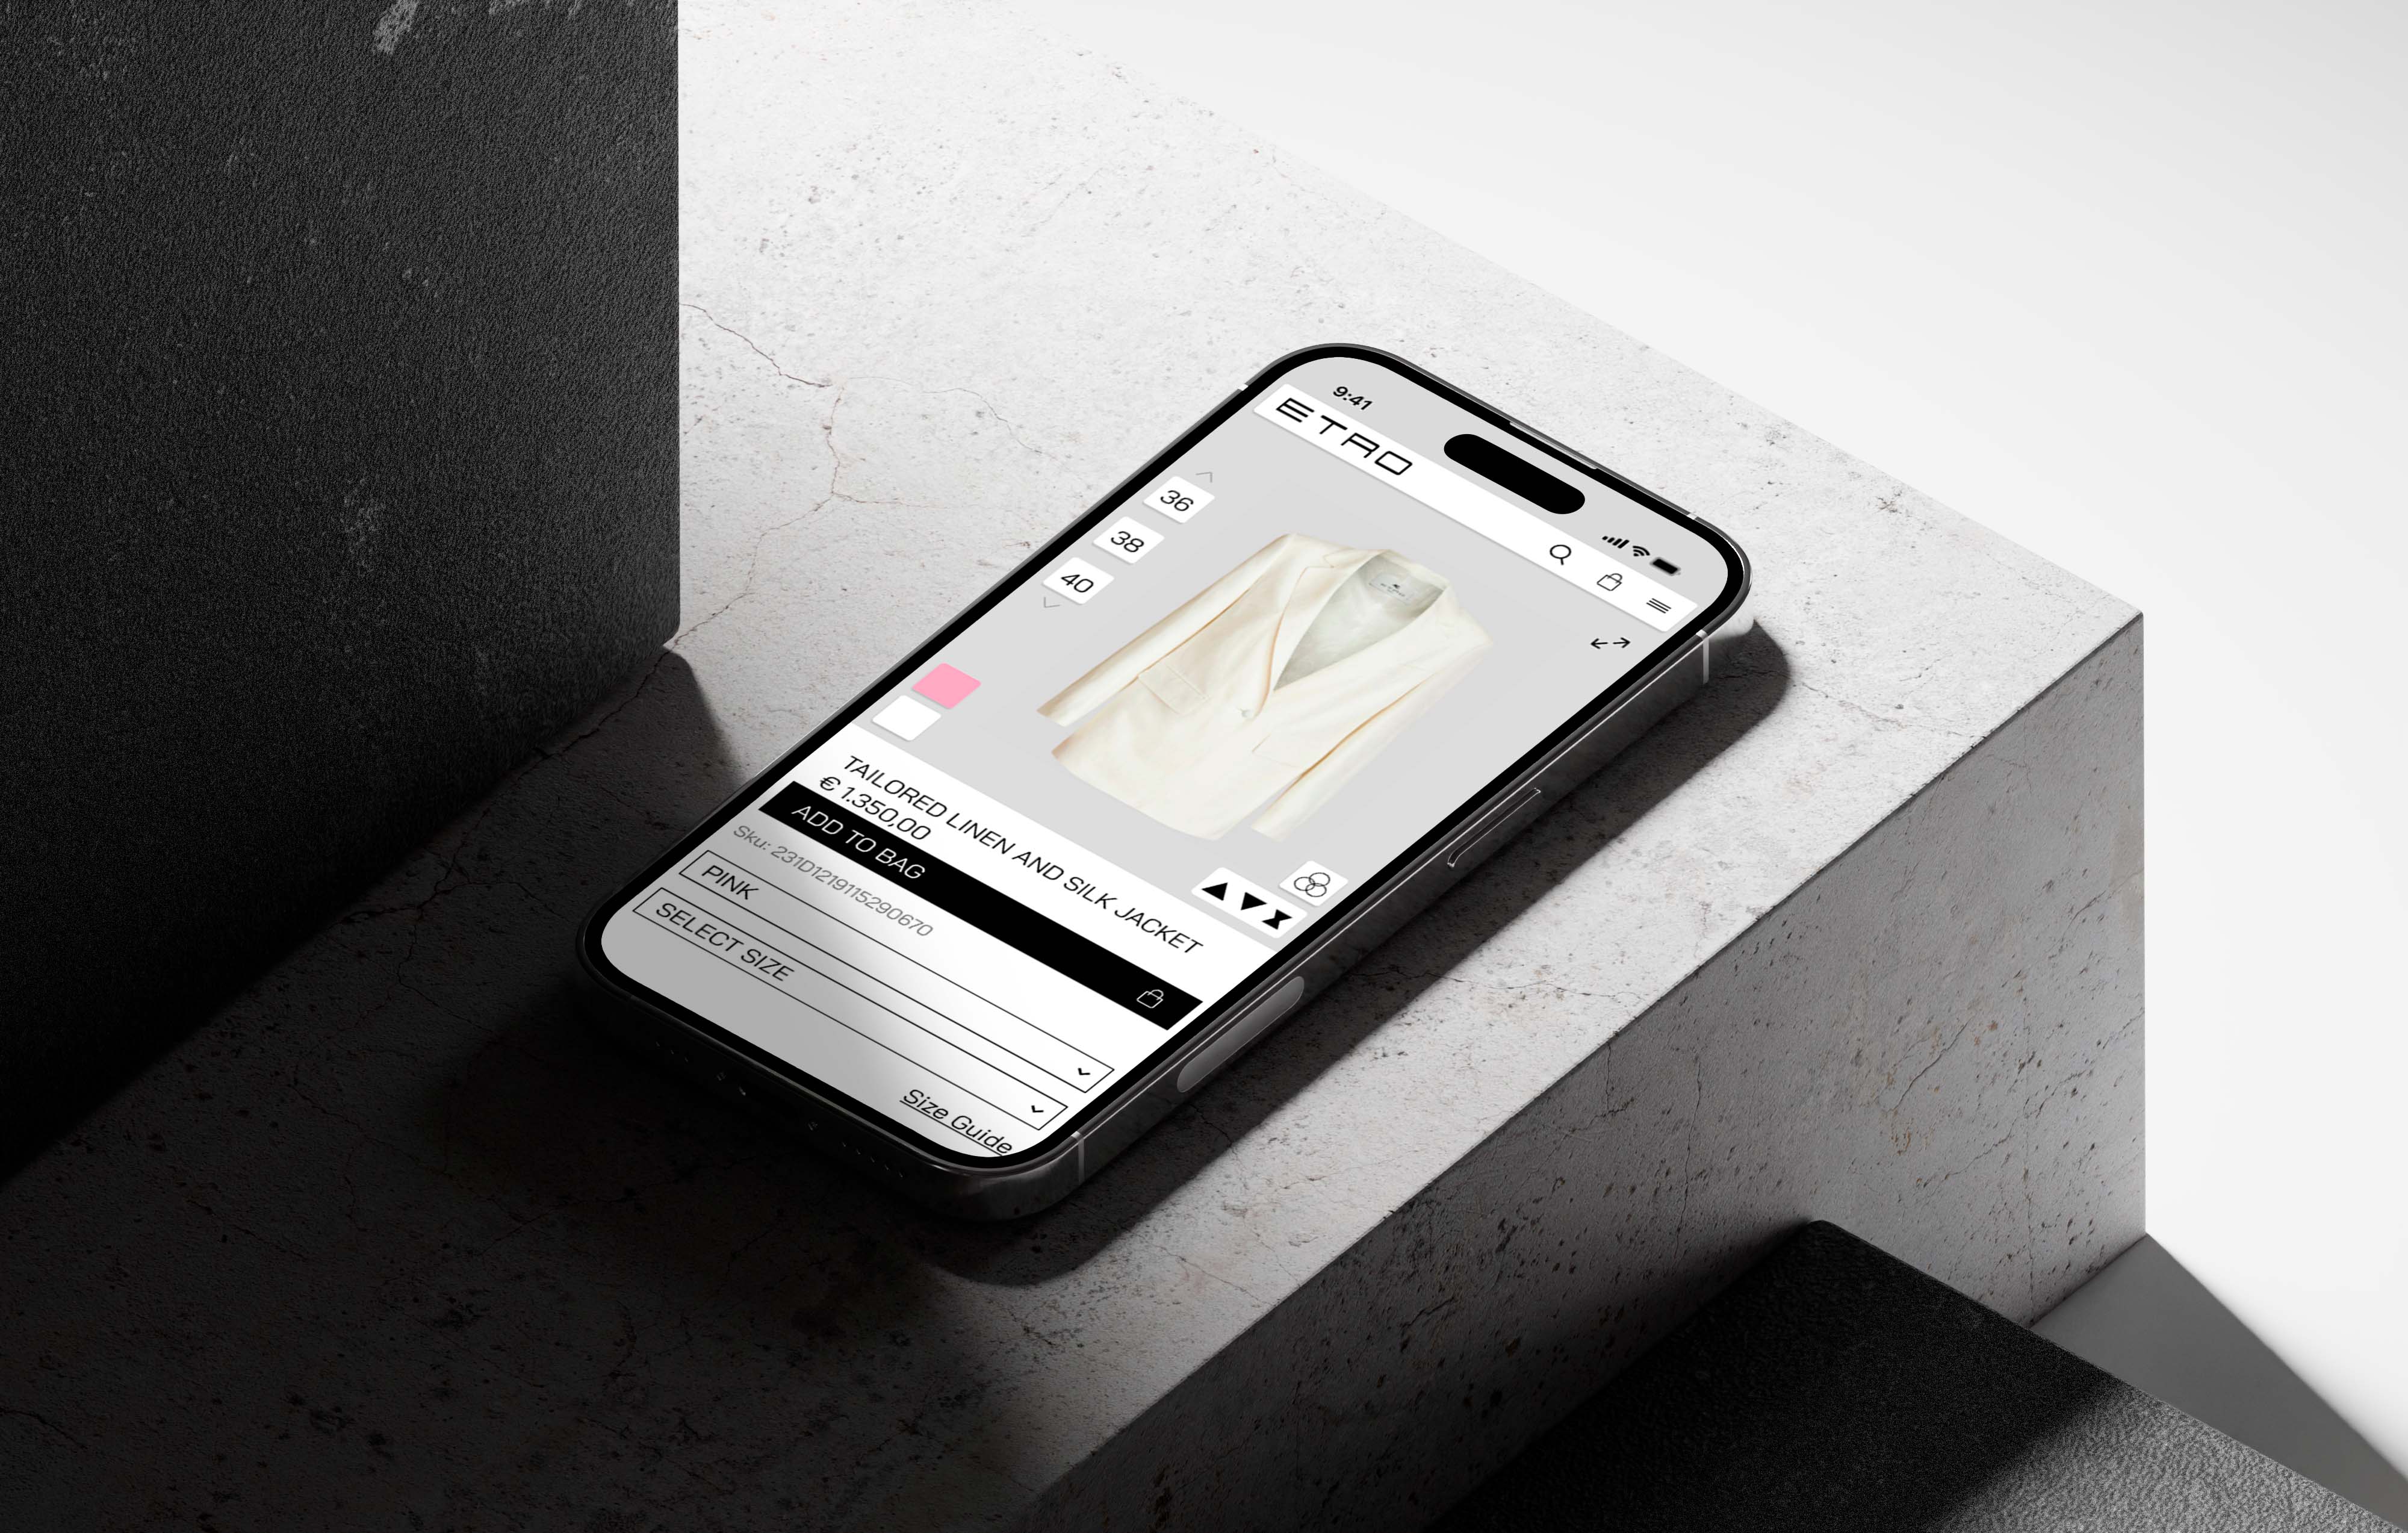 9:41
ETRO
36
38
40
TAILORED LINEN AND SILK JACKET
€ 1.350,00
ADD TO BAG
Sku: 231D1219115290670
PINK
SELECT SIZE
Size Guide